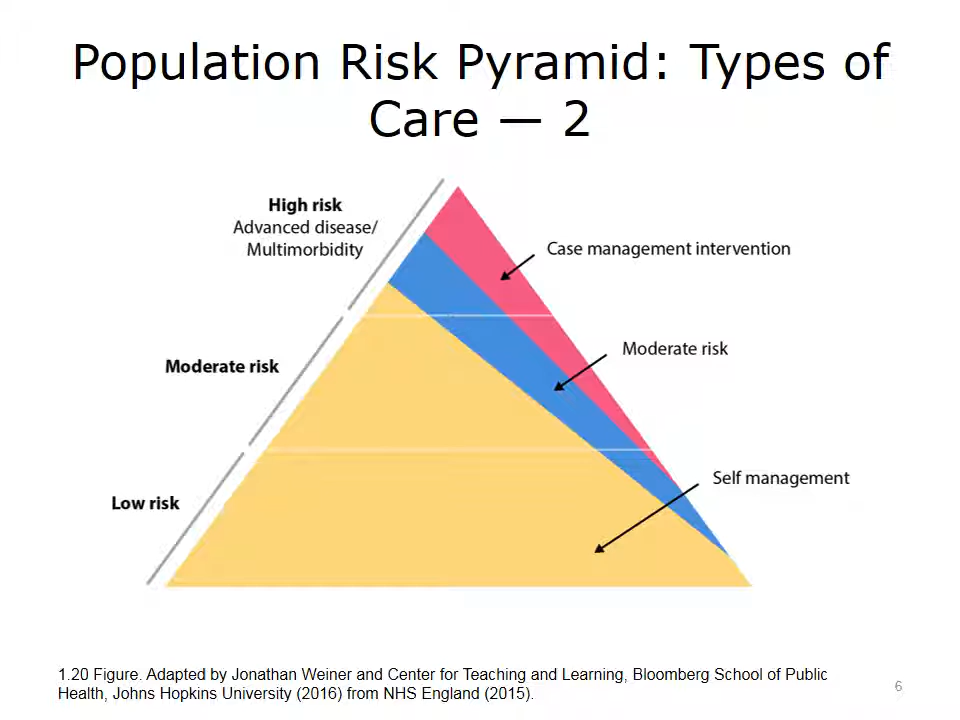 Population Risk Pyramid: Types of
Care — 2
High risk
Advanced disease/
Multimorbidity
Case management intervention
Moderate risk
Moderate risk
Self management
Low risk
1.20 Figure. Adapted by Jonathan Weiner and Center for Teaching and Learning, Bloomberg School of Public
Health, Johns Hopkins University (2016) from NHS England (2015).
6